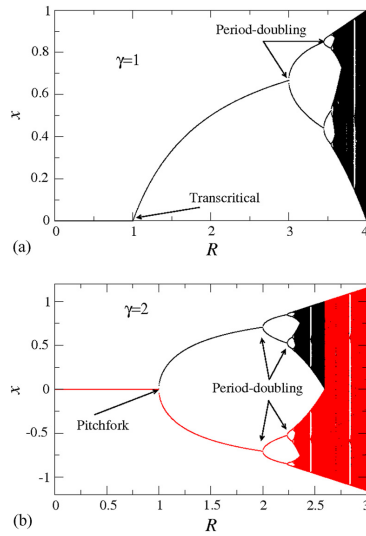 Period-doubling
γ=1
Transcritical
x
1
0.8
0.6
0.4
0.2
0
0 1 2 3 4
(a)
R
γ=2
Period-doubling
Pitchfork
x
1
0.5
0
-0.5
-1
0 0.5 1 1.5 2 2.5 3
(b)
R